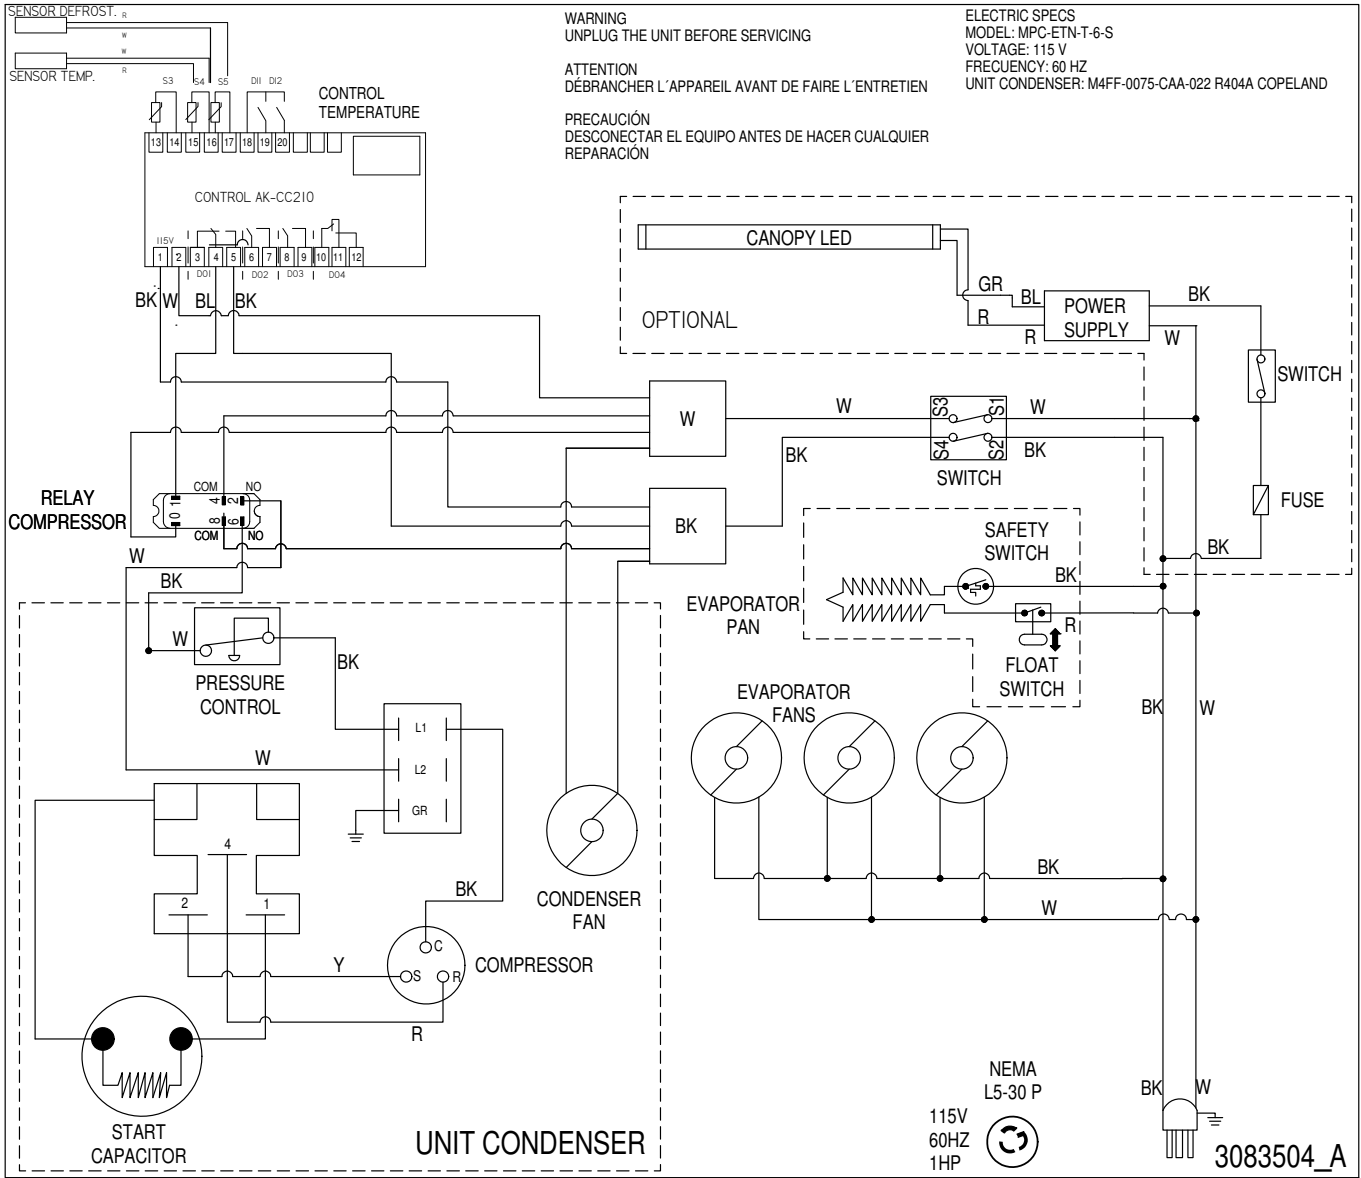 SENSOR DEFROST.
R
W
W
R
SENSOR TEMP.
S3 S4 S5 DI1 DI2
CONTROL
TEMPERATURE
13 14 15 16 17 18 19 20
CONTROL AK-CC210
115V
1 2 3 4 5 6 7 8 9 10 11 12
DO1 DO2 DO3 DO4
BK W BL BK
WARNING
UNPLUG THE UNIT BEFORE SERVICING
ATTENTION
DÉBRANCHER L´APPAREIL AVANT DE FAIRE L´ENTRETIEN
PRECAUCIÓN
DESCONECTAR EL EQUIPO ANTES DE HACER CUALQUIER
REPARACIÓN
ELECTRIC SPECS
MODEL: MPC-ETN-T-6-S
VOLTAGE: 115 V
FRECUENCY: 60 HZ
UNIT CONDENSER: M4FF-0075-CAA-022 R404A COPELAND
CANOPY LED
OPTIONAL
GR
R
BL
R
POWER
SUPPLY
BK
W
SWITCH
FUSE
BK
W
W
S3 S1
S4 S2
W
BK
BK
SWITCH
BK
RELAY
COMPRESSOR
COM NO
1 4 2
0 8 6
COM NO
W
BK
SAFETY
SWITCH
BK
EVAPORATOR
PAN
R
FLOAT
SWITCH
W
PRESSURE
CONTROL
BK
W
L1
L2
GR
4
2
1
BK
C
S
R
COMPRESSOR
Y
R
START
CAPACITOR
CONDENSER
FAN
UNIT CONDENSER
EVAPORATOR
FANS
BK
W
BK
W
NEMA
L5-30 P
115V
60HZ
1HP
BK
W
3083504_A